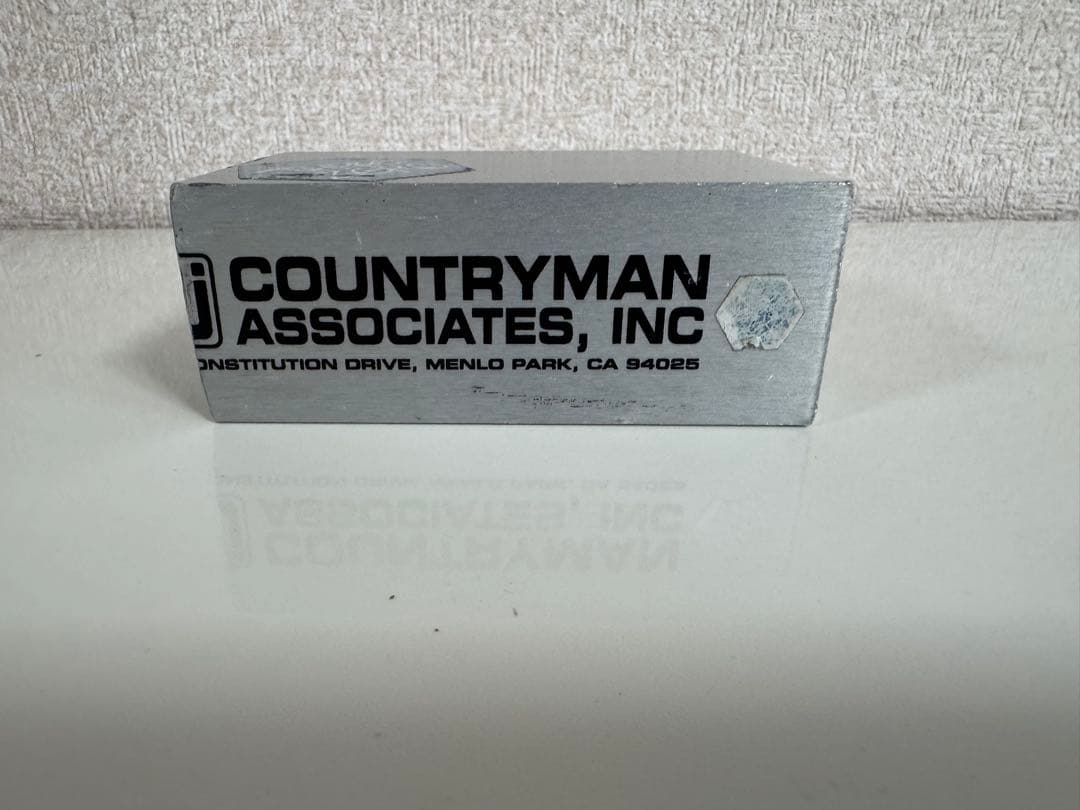 COUNTRYMAN
ASSOCIATES, INC
ONSTITUTION DRIVE, MENLO PARK, CA 94025